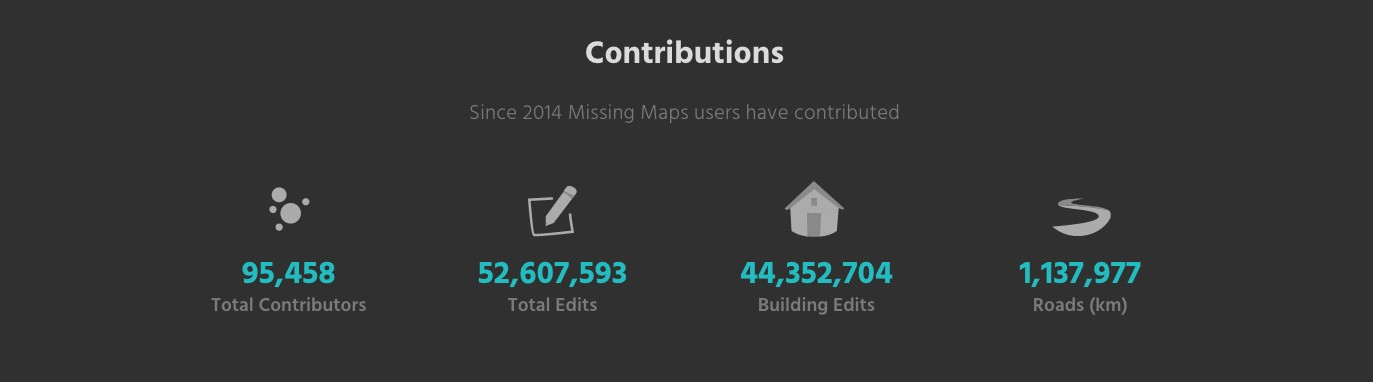 Contributions
Since 2014 Missing Maps users have contributed
95,458 52,607,593 44,352,704 1,137,977
Total Contributors Total Edits Building Edits Roads (km)